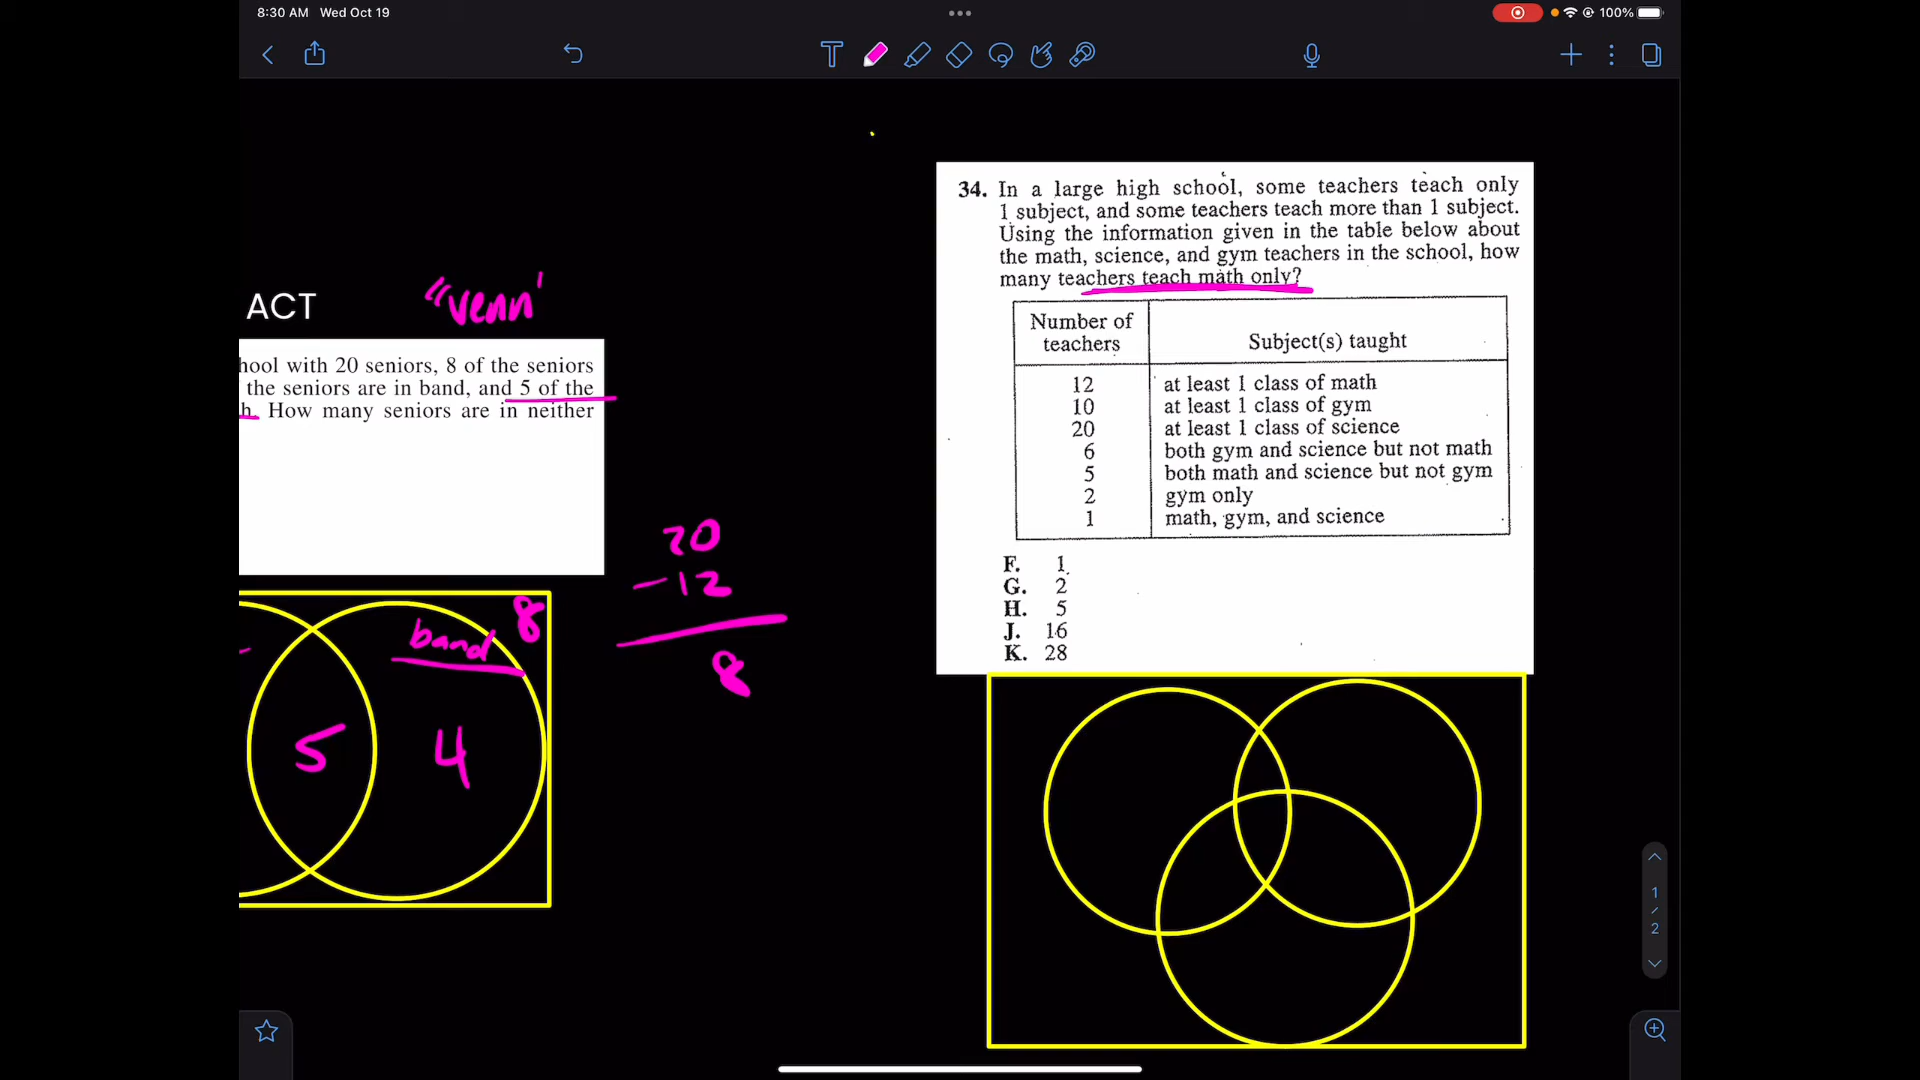 8:30 AM Wed Oct 19
100%
T
ACT
"venn'
hool with 20 seniors, 8 of the seniors
the seniors are in band, and 5 of the
h. How many seniors are in neither
20
-12
8
band 8
5 4
34. In a large high school, some teachers teach only
1 subject, and some teachers teach more than 1 subject.
Using the information given in the table below about
the math, science, and gym teachers in the school, how
many teachers teach math only?
Number of teachers Subject(s) taught
12 at least 1 class of math
10 at least 1 class of gym
20 at least 1 class of science
6 both gym and science but not math
5 both math and science but not gym
2 gym only
1 math, gym, and science
F. 1
G. 2
H. 5
J. 16
K. 28
1
/
2